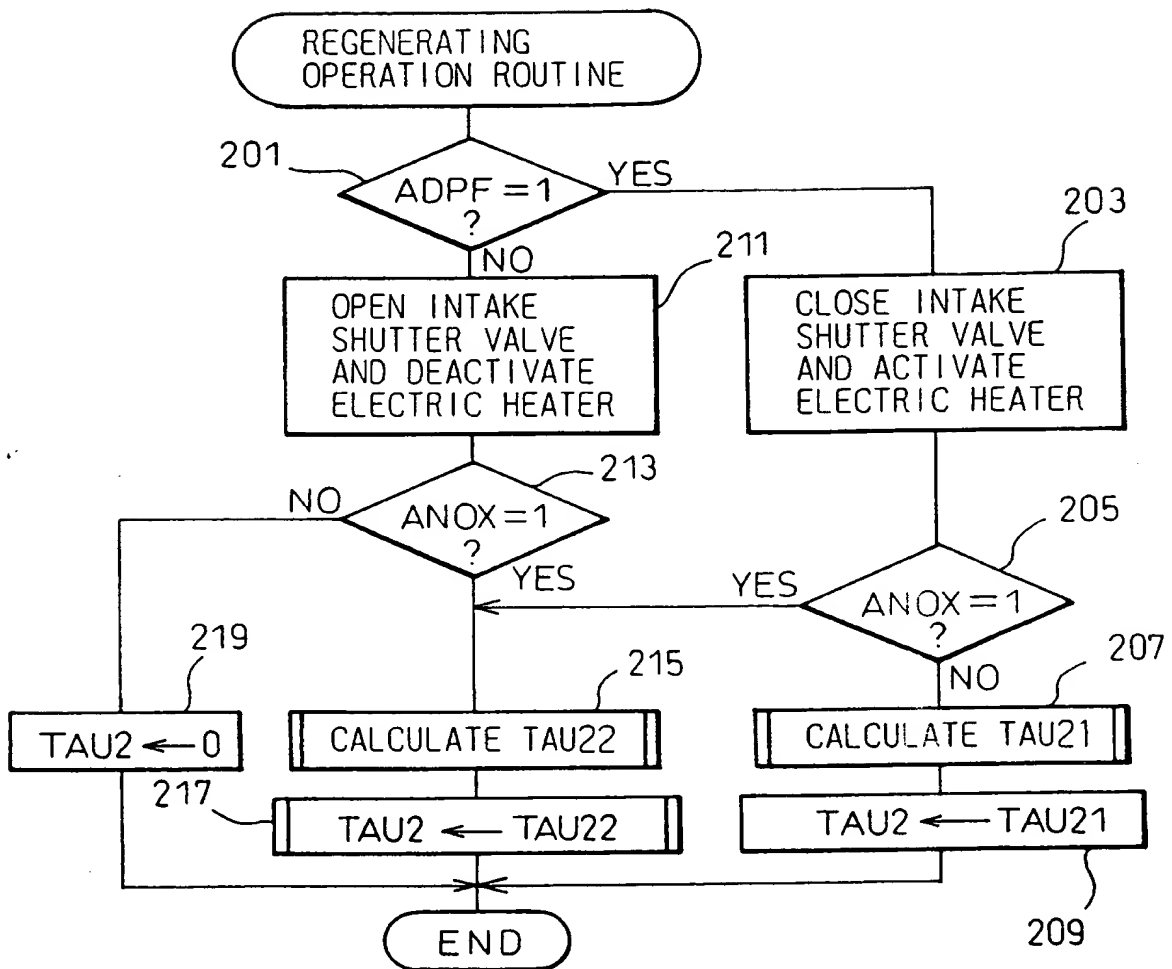 REGENERATING
OPERATION ROUTINE
201
ADPF = 1
?
YES
NO
211
203
OPEN INTAKE
SHUTTER VALVE
AND DEACTIVATE
ELECTRIC HEATER
CLOSE INTAKE
SHUTTER VALVE
AND ACTIVATE
ELECTRIC HEATER
213
NO
ANOX = 1
?
YES
205
YES
ANOX = 1
?
NO
219
TAU2 ← 0
215
CALCULATE TAU22
207
CALCULATE TAU21
217
TAU2 ← TAU22
TAU2 ← TAU21
209
END